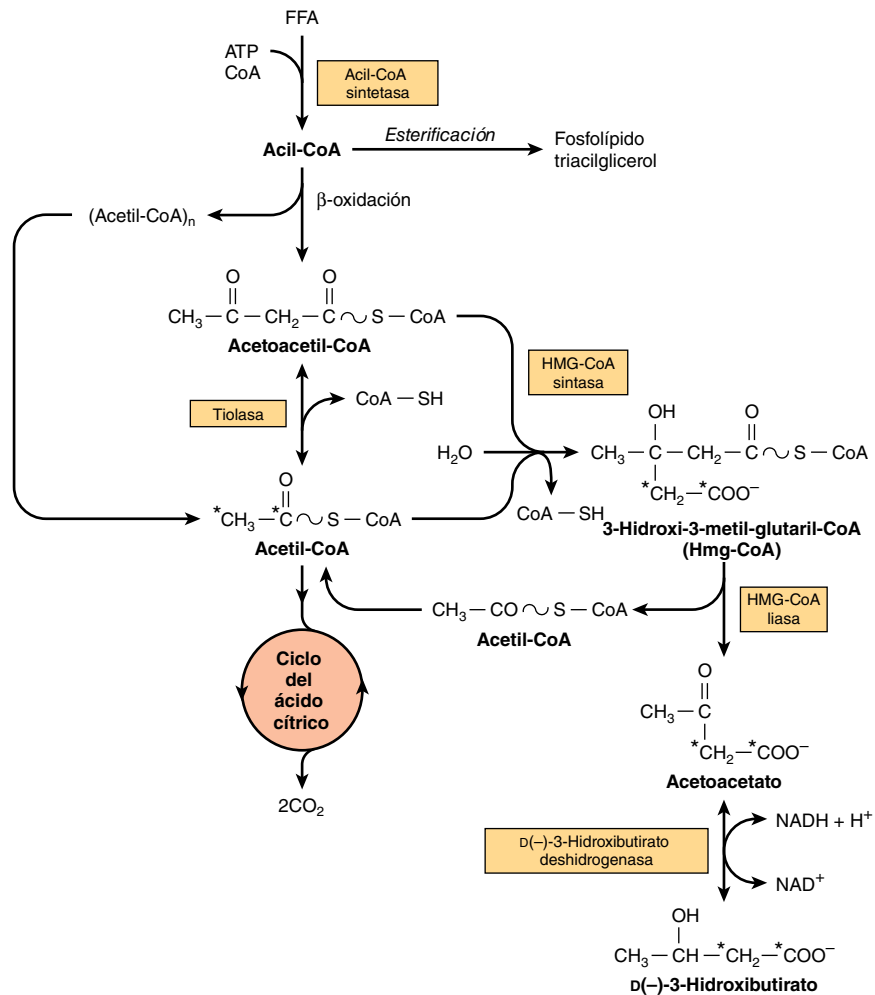 FFA
ATP
CoA
Acil-CoA
sintetasa
Acil-CoA
Esterificación
Fosfolípido
triacilglicerol
β-oxidación
(Acetil-CoA)n
O O
CH3—C—CH2—C~S—CoA
Acetoacetil-CoA
HMG-CoA
sintasa
Tiolasa
CoA—SH
H2O
OH O
CH3—C—CH2—C~S—CoA
*CH2—*COO−
3-Hidroxi-3-metil-glutaril-CoA
(Hmg-CoA)
CoA—SH
O
*CH3—*C~S—CoA
Acetil-CoA
CH3—CO~S—CoA
Acetil-CoA
HMG-CoA
liasa
Ciclo
del
ácido
cítrico
2CO2
O
CH3—C
*CH2—*COO−
Acetoacetato
D(−)-3-Hidroxibutirato
deshidrogenasa
NADH + H+
NAD+
OH
CH3—CH—*CH2—*COO−
D(−)-3-Hidroxibutirato